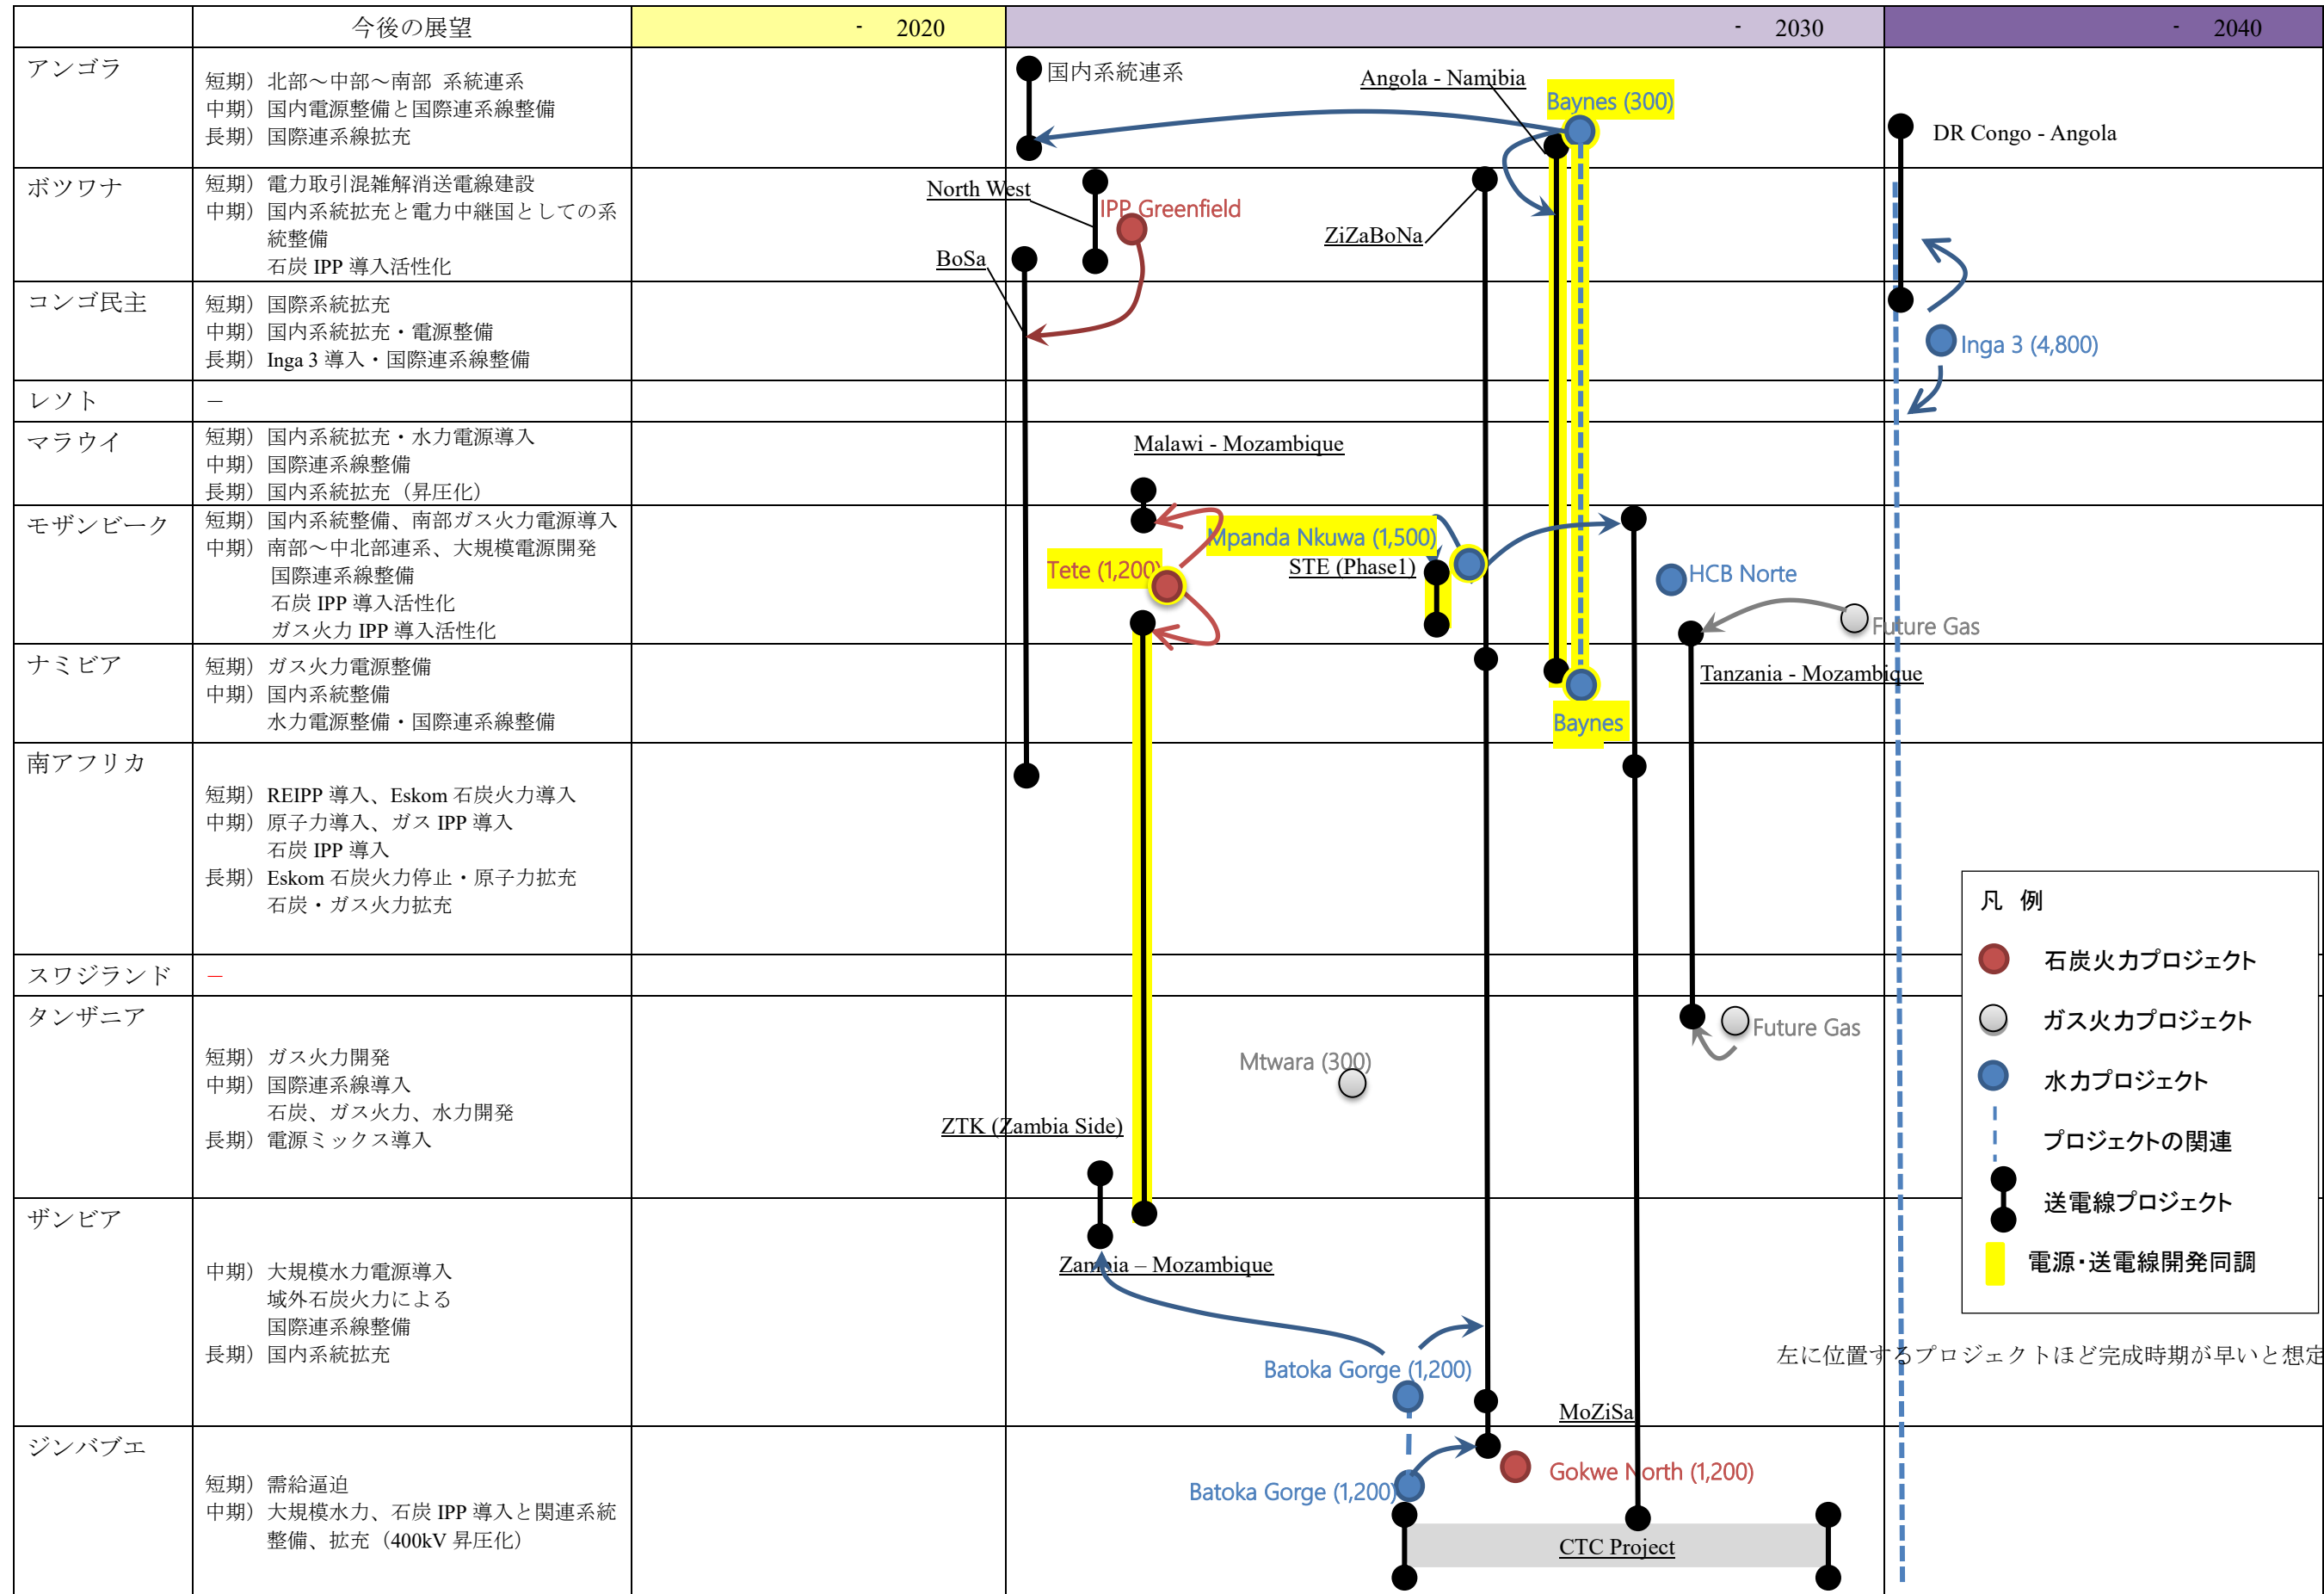 今後の展望
- 2020
- 2030
- 2040
アンゴラ
短期）北部～中部～南部 系統連系
中期）国内電源整備と国際連系線整備
長期）国際連系線拡充
国内系統連系
Angola - Namibia
Baynes (300)
DR Congo - Angola
ボツワナ
短期）電力取引混雑解消送電線建設
中期）国内系統拡充と電力中継国としての系
統整備
石炭 IPP 導入活性化
North West
IPP Greenfield
BoSa
ZiZaBoNa
コンゴ民主
短期）国際系統拡充
中期）国内系統拡充・電源整備
長期）Inga 3 導入・国際連系線整備
Inga 3 (4,800)
レソト
－
マラウイ
短期）国内系統拡充・水力電源導入
中期）国際連系線整備
長期）国内系統拡充（昇圧化）
Malawi - Mozambique
モザンビーク
短期）国内系統整備、南部ガス火力電源導入
中期）南部～中北部連系、大規模電源開発
国際連系線整備
石炭 IPP 導入活性化
ガス火力 IPP 導入活性化
Tete (1,200)
Mpanda Nkuwa (1,500)
STE (Phase1)
HCB Norte
Future Gas
ナミビア
短期）ガス火力電源整備
中期）国内系統整備
水力電源整備・国際連系線整備
Baynes
Tanzania - Mozambique
南アフリカ
短期）REIPP 導入、Eskom 石炭火力導入
中期）原子力導入、ガス IPP 導入
石炭 IPP 導入
長期）Eskom 石炭火力停止・原子力拡充
石炭・ガス火力拡充
スワジランド
－
タンザニア
短期）ガス火力開発
中期）国際連系線導入
石炭、ガス火力、水力開発
長期）電源ミックス導入
Mtwara (300)
Future Gas
ZTK (Zambia Side)
ザンビア
中期）大規模水力電源導入
域外石炭火力による
国際連系線整備
長期）国内系統拡充
Zambia – Mozambique
Batoka Gorge (1,200)
MoZiSa
ジンバブエ
短期）需給逼迫
中期）大規模水力、石炭 IPP 導入と関連系統
整備、拡充（400kV 昇圧化）
Batoka Gorge (1,200)
Gokwe North (1,200)
CTC Project
凡 例
石炭火力プロジェクト
ガス火力プロジェクト
水力プロジェクト
プロジェクトの関連
送電線プロジェクト
電源・送電線開発同調
左に位置するプロジェクトほど完成時期が早いと想定